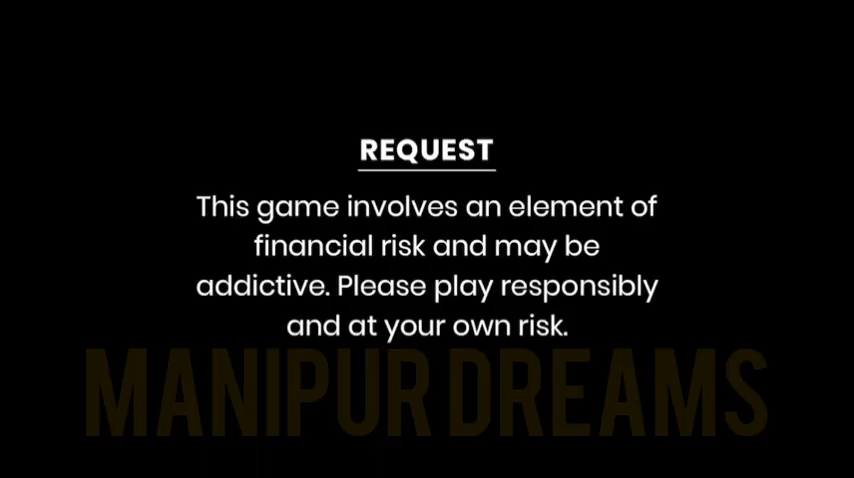 REQUEST
This game involves an element of
financial risk and may be
addictive. Please play responsibly
and at your own risk.
MANIPUR DREAMS